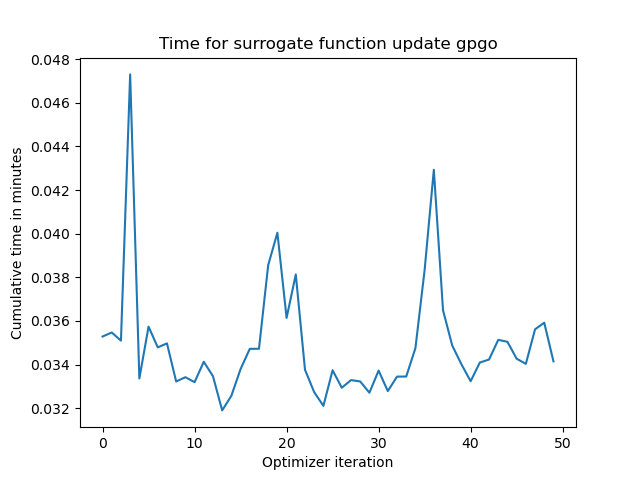 Time for surrogate function update gpgo
0.048
0.046
0.044
0.042
0.040
0.038
0.036
0.034
0.032
Cumulative time in minutes
0 10 20 30 40 50
Optimizer iteration